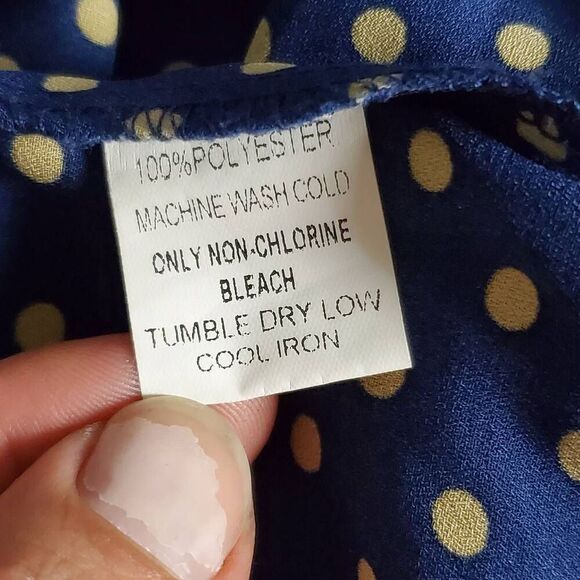 100%POLYESTER
MACHINE WASH COLD
ONLY NON-CHLORINE
BLEACH
TUMBLE DRY LOW
COOL IRON